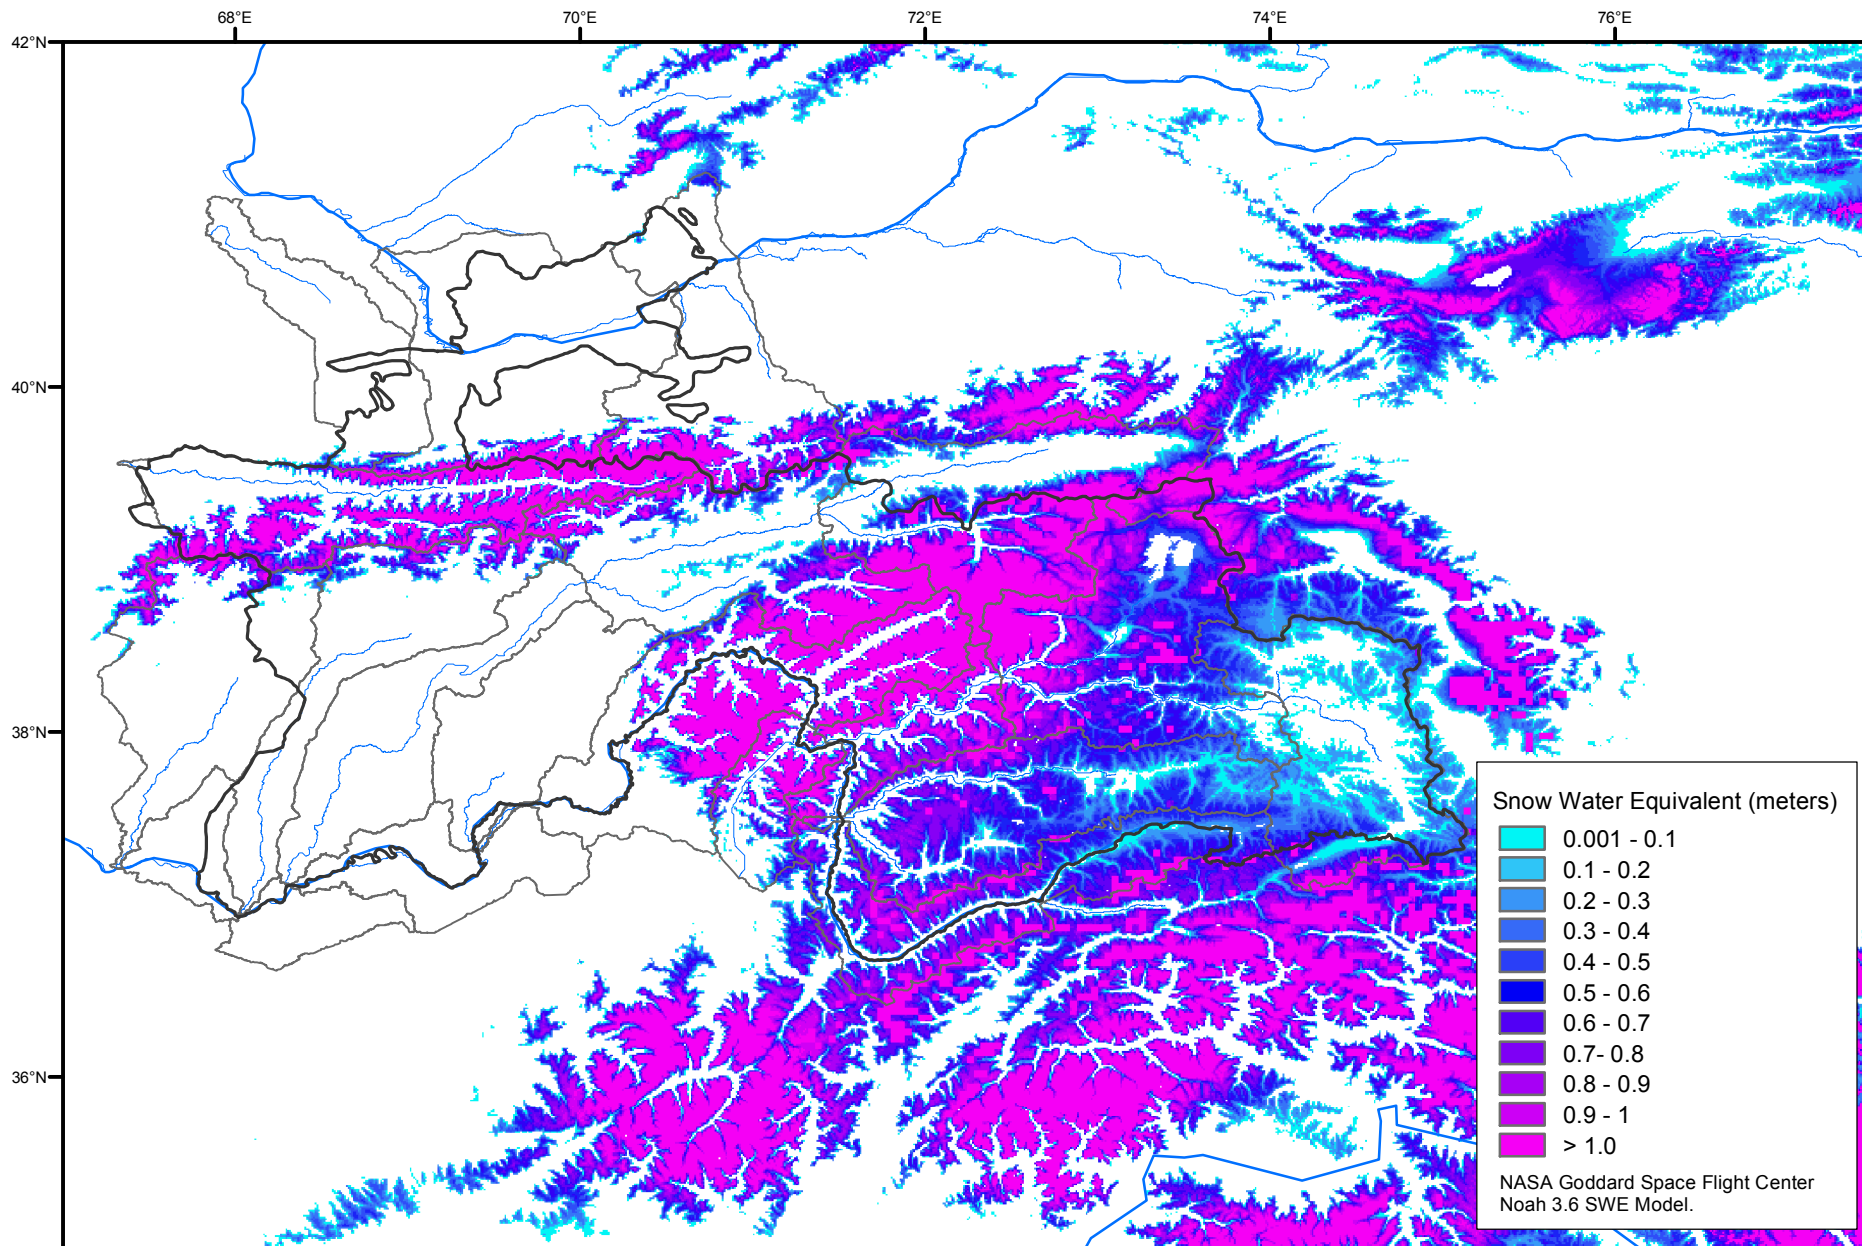 68°E 70°E 72°E 74°E 76°E
42°N
40°N
38°N
36°N
Snow Water Equivalent (meters)
0.001 - 0.1
0.1 - 0.2
0.2 - 0.3
0.3 - 0.4
0.4 - 0.5
0.5 - 0.6
0.6 - 0.7
0.7- 0.8
0.8 - 0.9
0.9 - 1
> 1.0
NASA Goddard Space Flight Center
Noah 3.6 SWE Model.